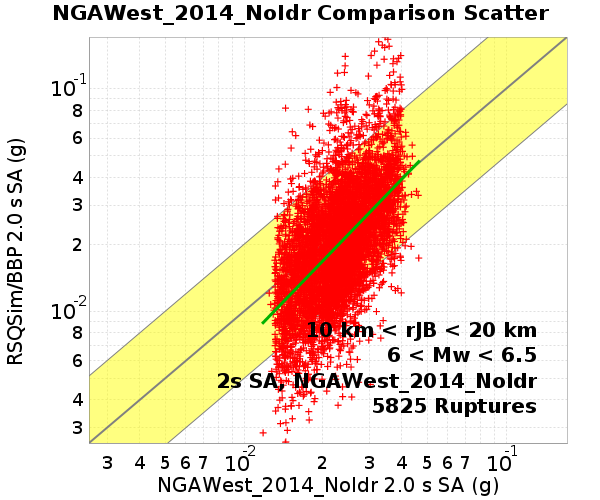 NGAWest_2014_NoIdr Comparison Scatter
RSQSim/BBP 2.0 s SA (g)
10-1
8
6
4
3
2
10-2
8
6
4
3
10 km < rJB < 20 km
6 < Mw < 6.5
2s SA, NGAWest_2014_NoIdr
5825 Ruptures
3 4 5 6 7 10-2 2 3 4 5 6 7 10-1
NGAWest_2014_NoIdr 2.0 s SA (g)